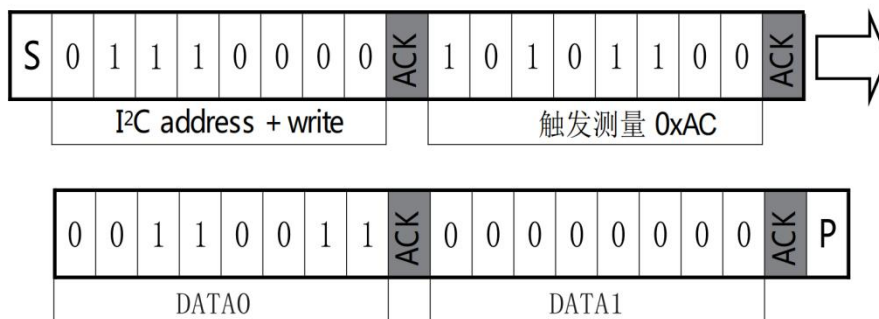 S 0 1 1 1 0 0 0 0 ACK 1 0 1 0 1 1 0 0 ACK
I²C address + write 触发测量 0xAC
0 0 1 1 0 0 1 1 ACK 0 0 0 0 0 0 0 0 ACK P
DATA0 DATA1